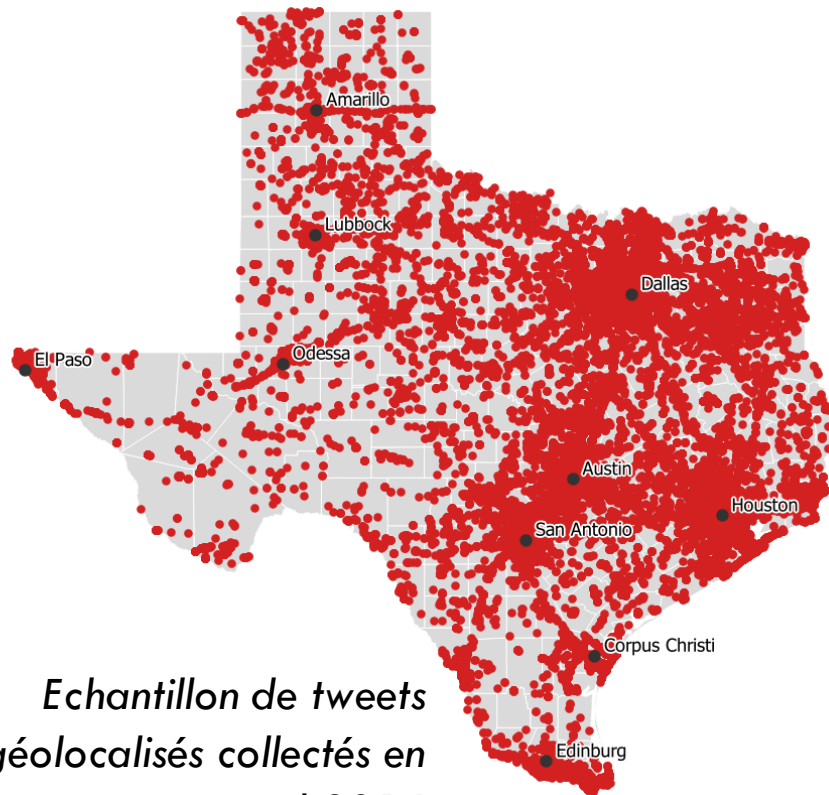 Amarillo
Lubbock
Dallas
El Paso
Odessa
Austin
Houston
San Antonio
Corpus Christi
Edinburg
Echantillon de tweets
géolocalisés collectés en